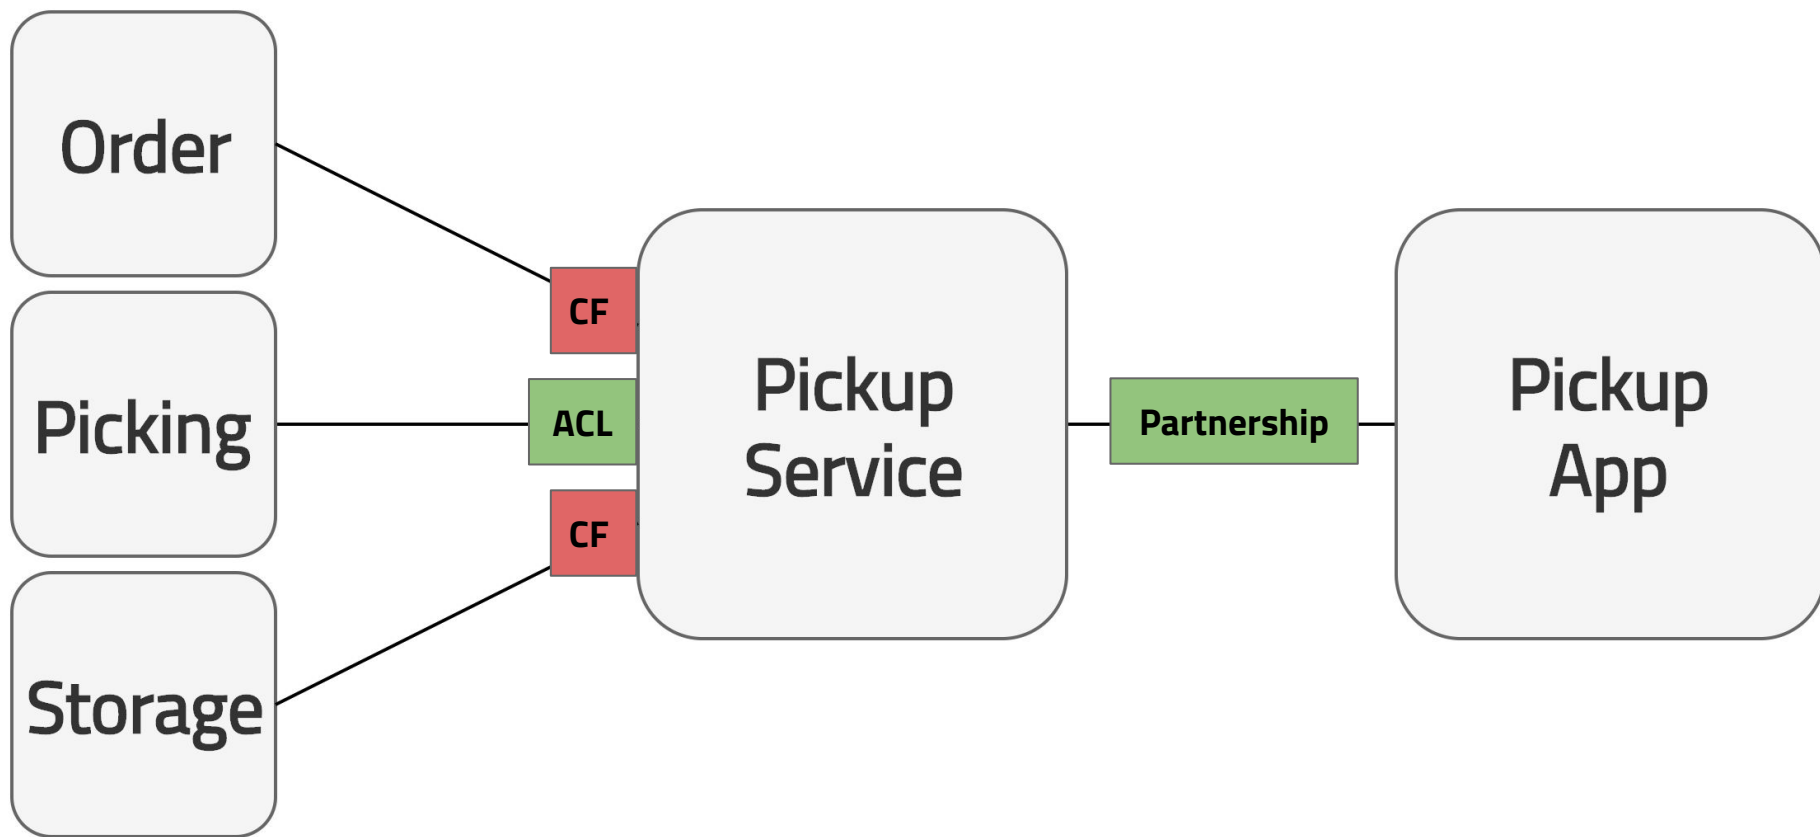 Order
Picking
Storage
CF
ACL
CF
Pickup
Service
Partnership
Pickup
App